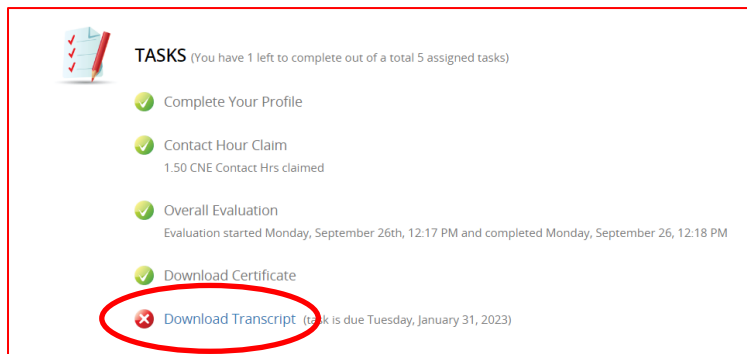 TASKS (You have 1 left to complete out of a total 5 assigned tasks)
Complete Your Profile
Contact Hour Claim
1.50 CNE Contact Hrs claimed
Overall Evaluation
Evaluation started Monday, September 26th, 12:17 PM and completed Monday, September 26, 12:18 PM
Download Certificate
Download Transcript (task is due Tuesday, January 31, 2023)